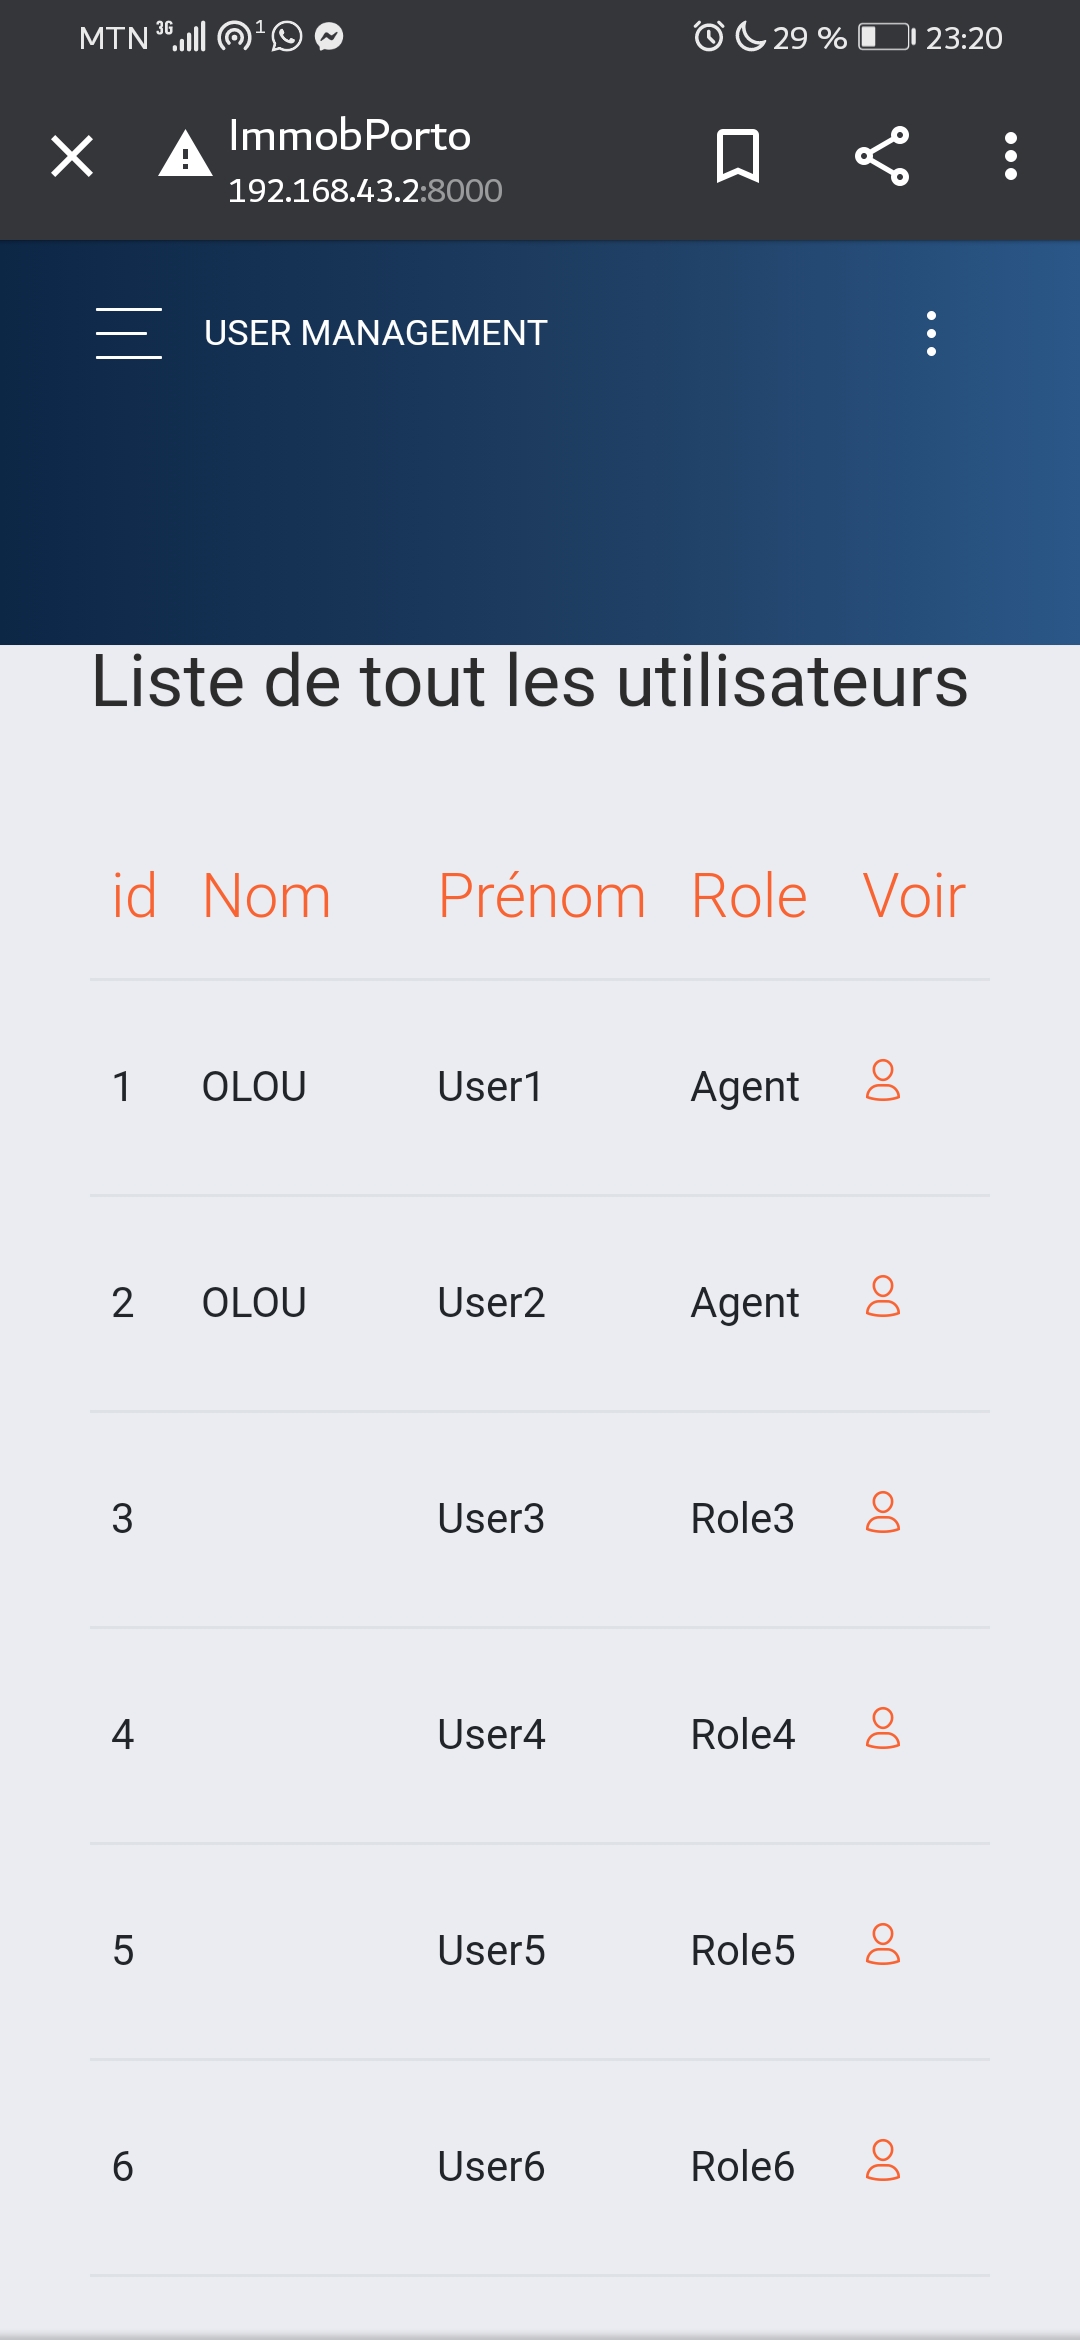 MTN 3G 1 29 % 23:20
ImmobPorto
192.168.43.2:8000
USER MANAGEMENT
Liste de tout les utilisateurs
id Nom Prénom Role Voir
1 OLOU User1 Agent
2 OLOU User2 Agent
3 User3 Role3
4 User4 Role4
5 User5 Role5
6 User6 Role6